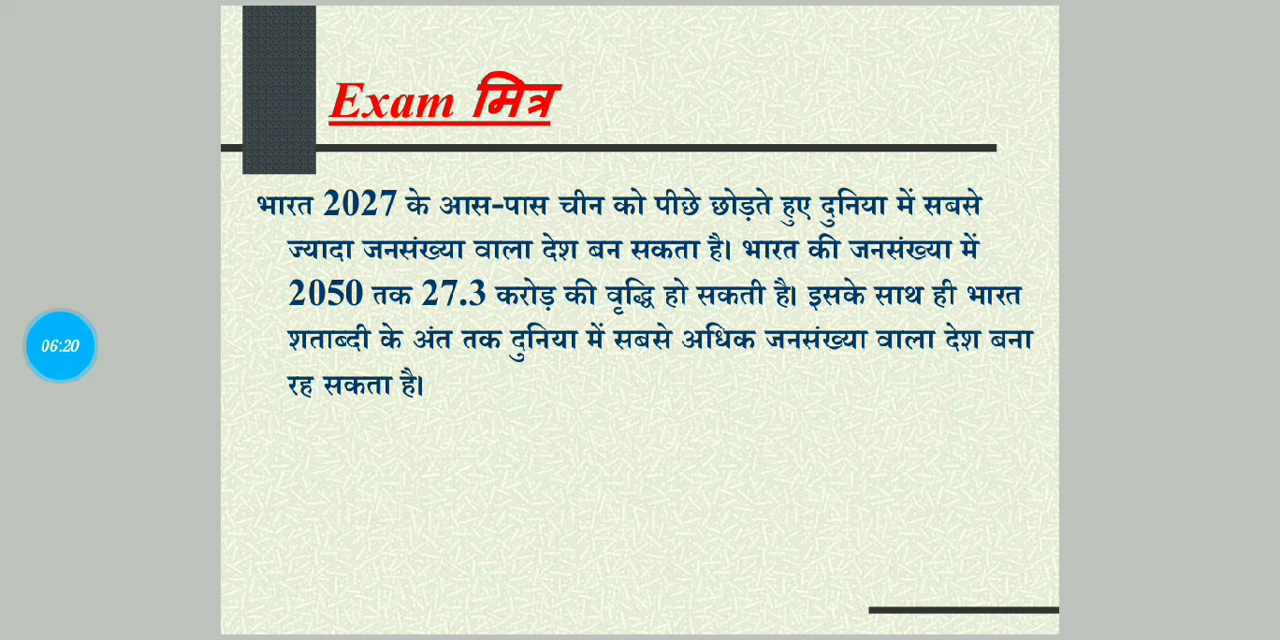 Exam मित्र
भारत 2027 के आस-पास चीन को पीछे छोड़ते हुए दुनिया में सबसे
ज्यादा जनसंख्या वाला देश बन सकता है। भारत की जनसंख्या में
2050 तक 27.3 करोड़ की वृद्धि हो सकती है। इसके साथ ही भारत
शताब्दी के अंत तक दुनिया में सबसे अधिक जनसंख्या वाला देश बना
रह सकता है।
06:20